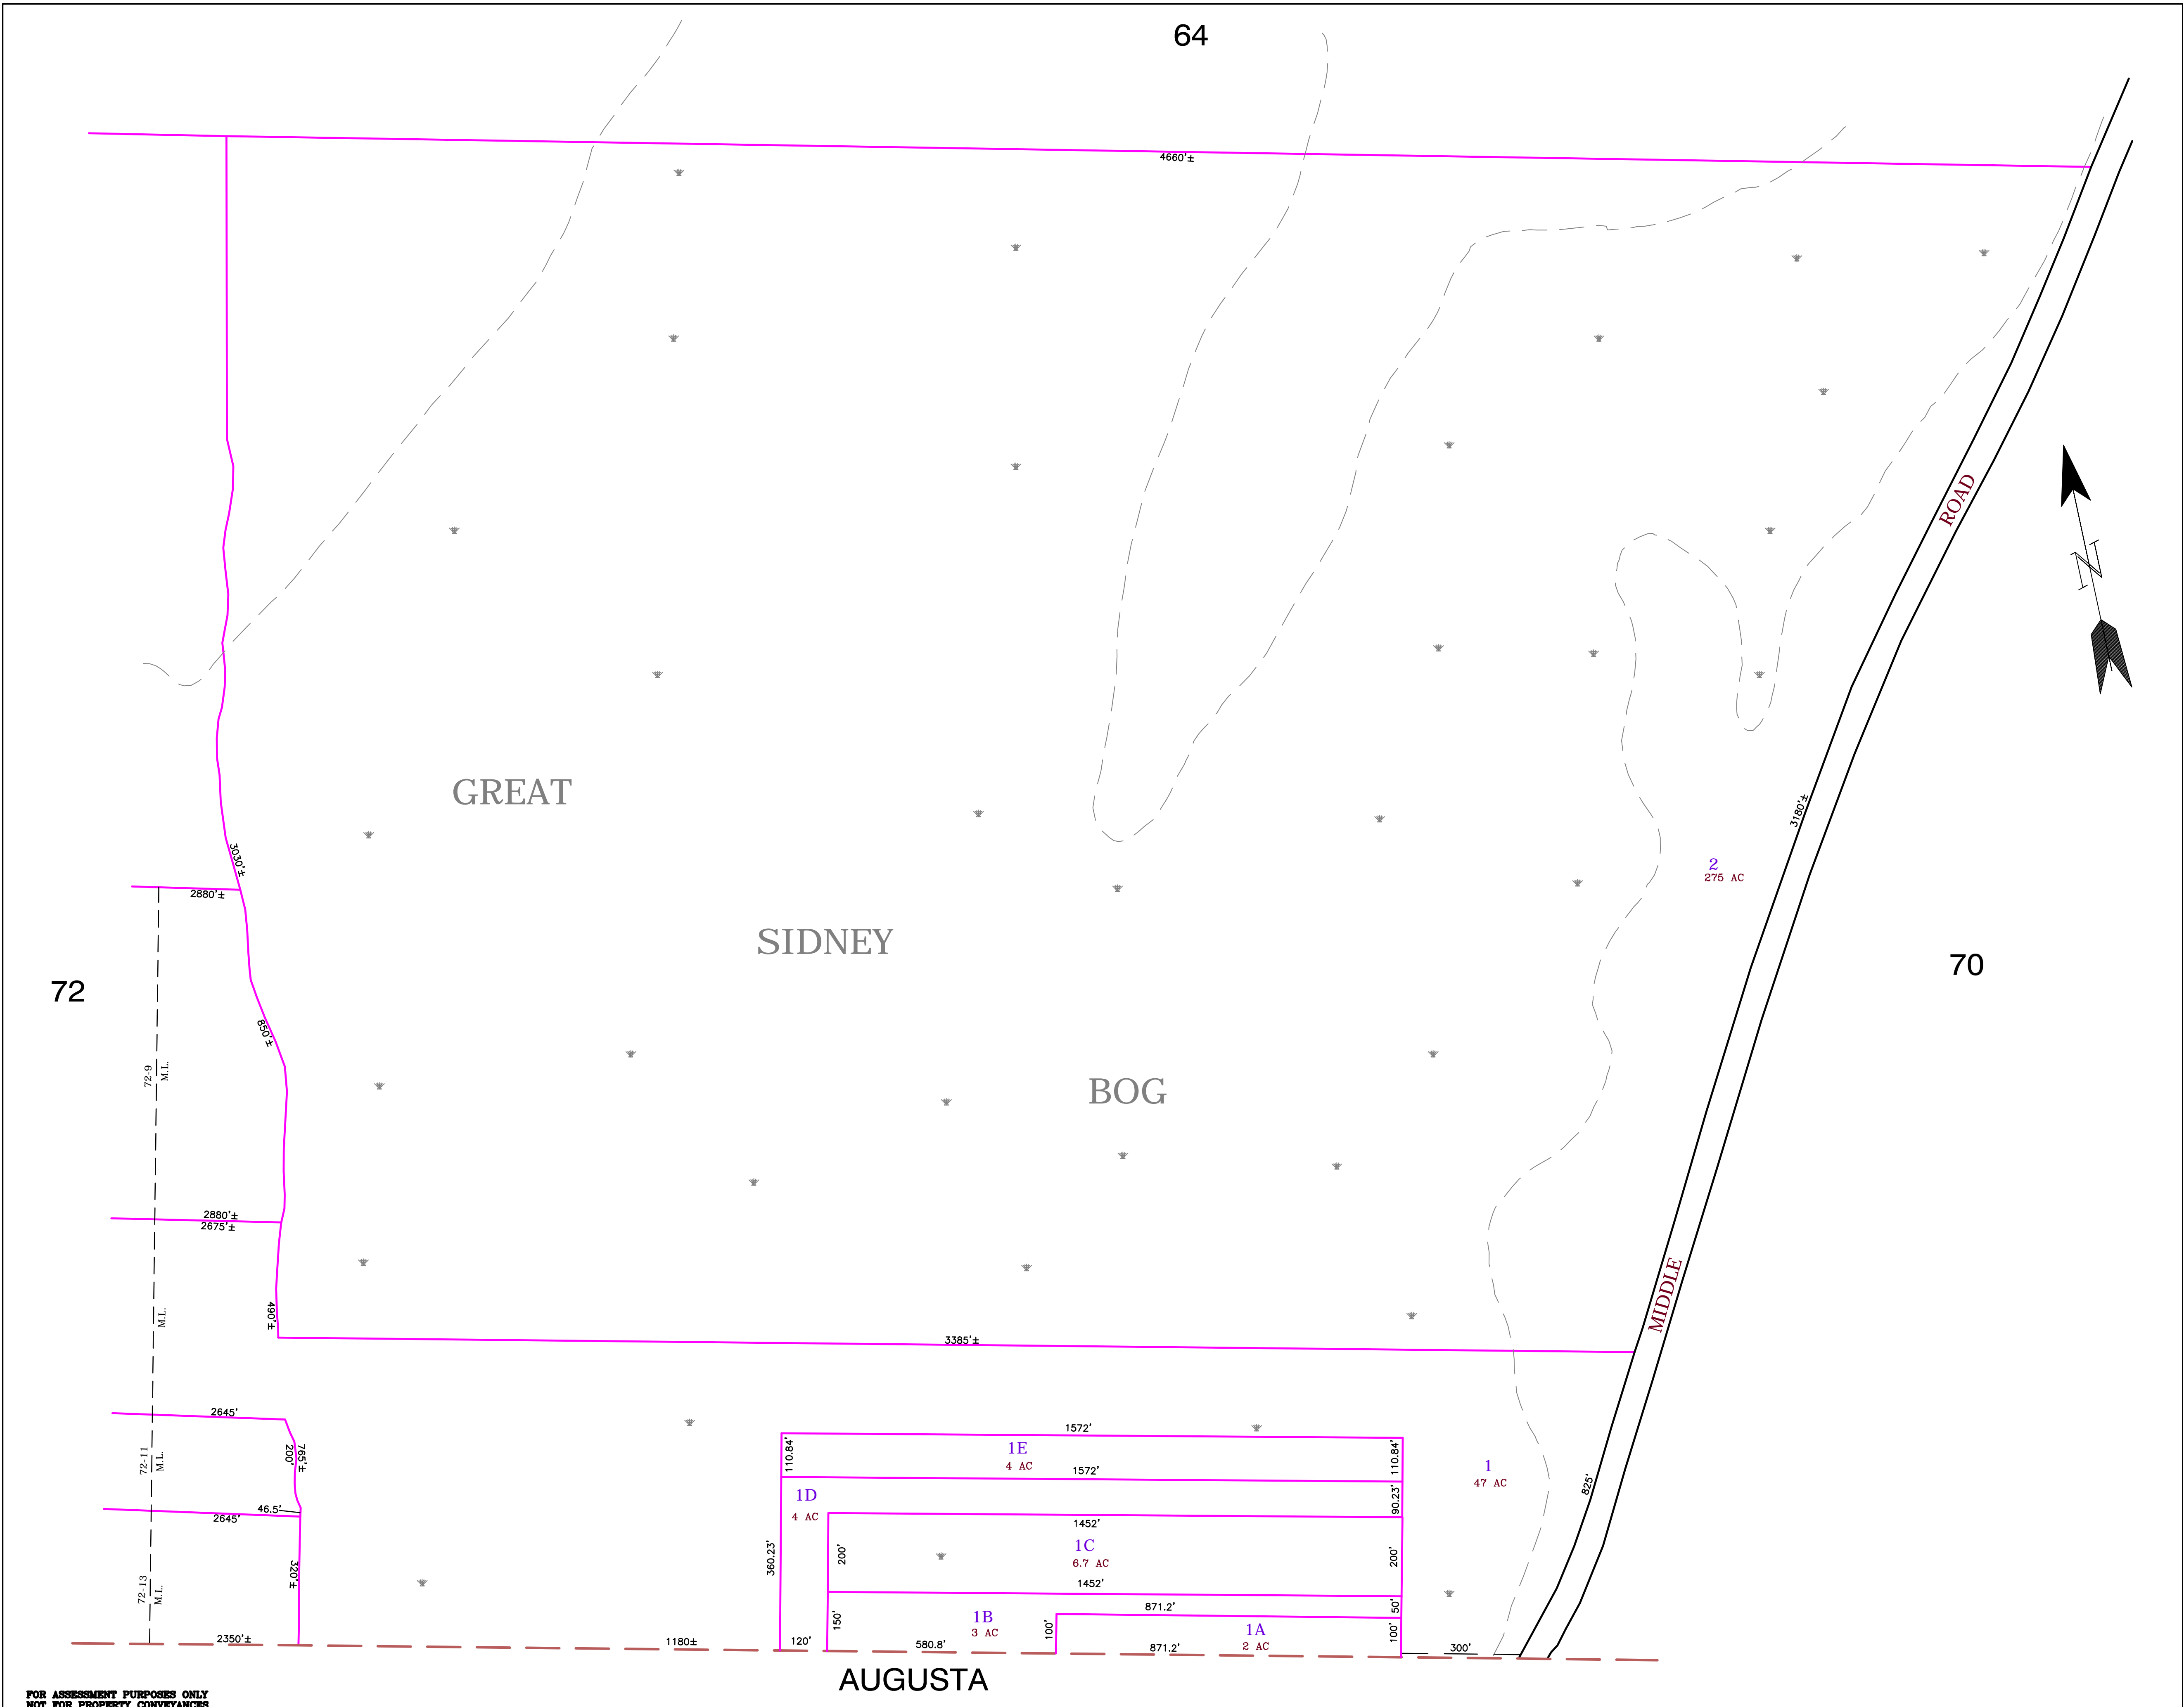 64
4660'±
ROAD
N
GREAT
3180'±
3030'±
2
275 AC
2880'±
SIDNEY
70
72
850'±
72-9
M.L.
BOG
2880'±
2675'±
MIDDLE
490'±
M.L.
3385'±
2645'
1572'
765'±
200'
110.84'
1E
4 AC
110.84'
72-11
M.L.
1
47 AC
1572'
825'
1D
4 AC
90.23'
46.5'
2645'
1452'
360.23'
200'
1C
6.7 AC
200'
320'±
72-13
M.L.
1452'
871.2'
50'
150'
1B
3 AC
100'
1A
2 AC
100'
2350'±
1180±
120'
580.8'
871.2'
300'
AUGUSTA
FOR ASSESSMENT PURPOSES ONLY
NOT FOR PROPERTY CONVEYANCES